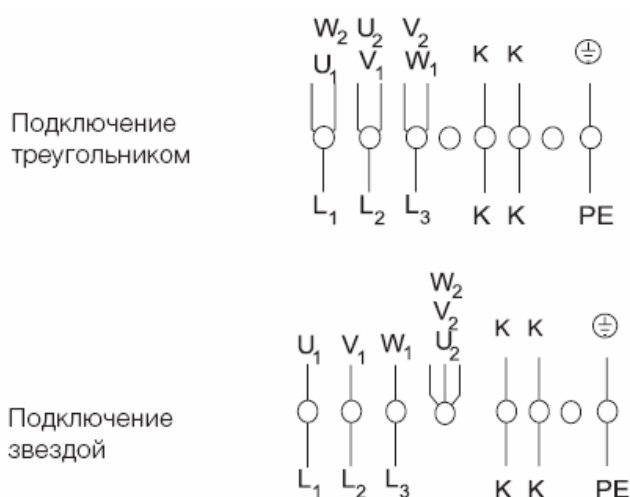 W₂ U₂ V₂
U₁ V₁ W₁ K K
Подключение
треугольником
L₁ L₂ L₃ K K PE
W₂
V₂
U₁ V₁ W₁ U₂ K K
Подключение
звездой
L₁ L₂ L₃ K K PE